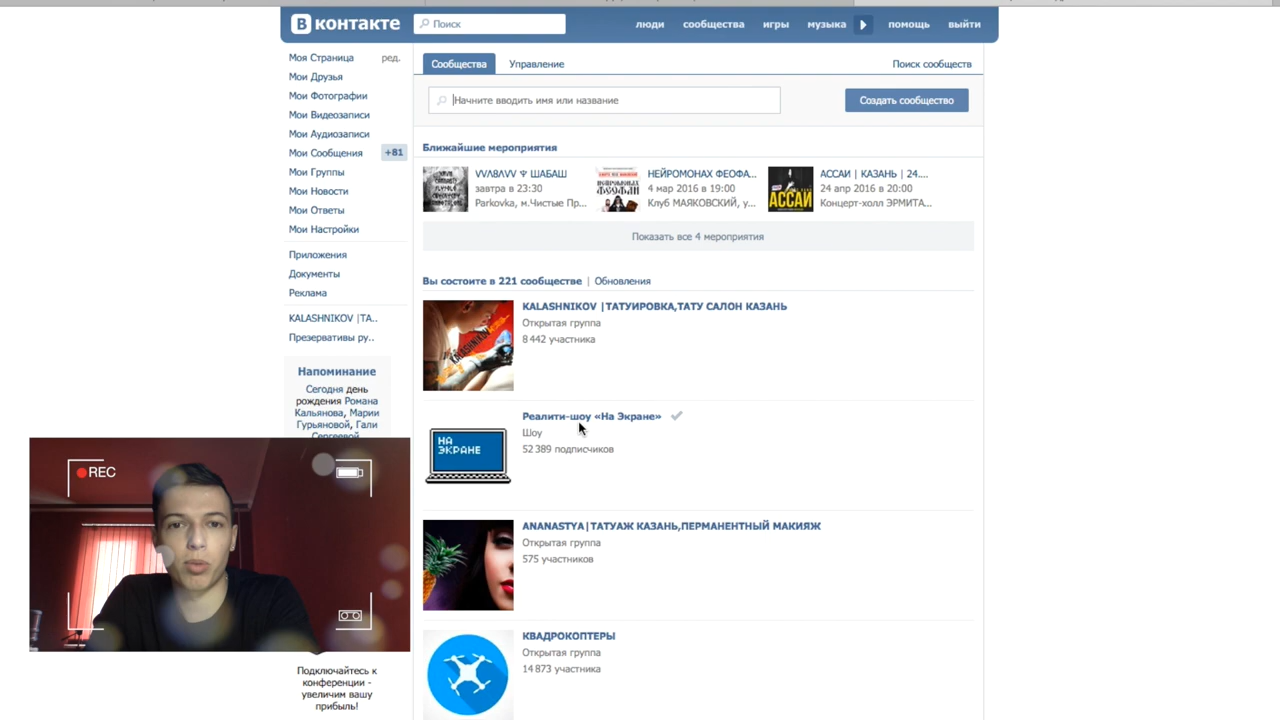 В контакте
Поиск
люди
сообщества
игры
музыка
помощь
выйти
Моя Страница
ред.
Мои Друзья
Мои Фотографии
Мои Видеозаписи
Мои Аудиозаписи
Мои Сообщения
+81
Мои Группы
Мои Новости
Мои Ответы
Мои Настройки
Приложения
Документы
Реклама
KALASHNIKOV |ТА..
Презервативы ру..
Напоминание
Сегодня день
рождения Романа
Кальянова, Марии
Гурьяновой, Гали
Сергеевой
REC
Подключайтесь к
конференции -
увеличим вашу
прибыль!
Сообщества
Управление
Поиск сообществ
Начните вводить имя или название
Создать сообщество
Ближайшие мероприятия
VVΛ8ΛVV Ψ ШАБАШ
завтра в 23:30
Parkovka, м.Чистые Пр...
НЕЙРОМОНАХ ФЕОФА...
4 мар 2016 в 19:00
Клуб МАЯКОВСКИЙ, у...
АССАИ
АССАИ | КАЗАНЬ | 24....
24 апр 2016 в 20:00
Концерт-холл ЭРМИТА...
Показать все 4 мероприятия
Вы состоите в 221 сообществе | Обновления
KALASHNIKOV |ТАТУИРОВКА,ТАТУ САЛОН КАЗАНЬ
Открытая группа
8 442 участника
НА
ЭКРАНЕ
Реалити-шоу «На Экране»
Шоу
52 389 подписчиков
ANANASTYA|ТАТУАЖ КАЗАНЬ,ПЕРМАНЕНТНЫЙ МАКИЯЖ
Открытая группа
575 участников
КВАДРОКОПТЕРЫ
Открытая группа
14 873 участника